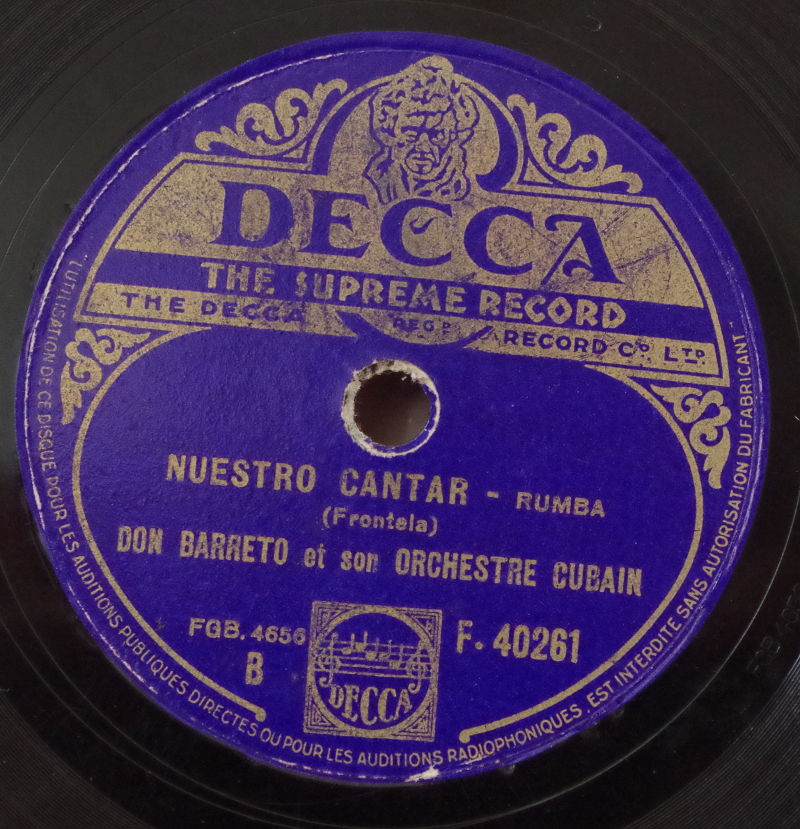 DECCA
THE SUPREME RECORD
THE DECCA REGD RECORD CO. LTD
NUESTRO CANTAR - RUMBA
(Frontela)
DON BARRETO et son ORCHESTRE CUBAIN
FGB. 4656
B
F. 40261
DECCA
"L'UTILISATION DE CE DISQUE POUR LES AUDITIONS PUBLIQUES DIRECTES OU POUR LES AUDITIONS RADIOPHONIQUES EST INTERDITE SANS AUTORISATION DU FABRICANT"